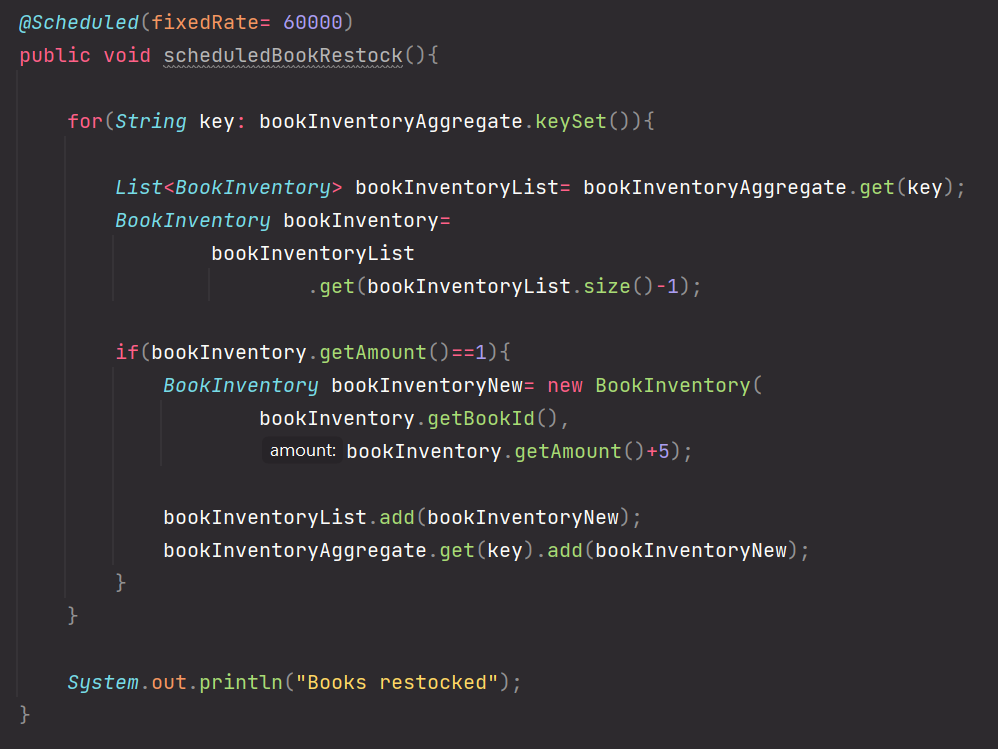 @Scheduled(fixedRate= 60000)
public void scheduledBookRestock(){
for(String key: bookInventoryAggregate.keySet()){
List<BookInventory> bookInventoryList= bookInventoryAggregate.get(key);
BookInventory bookInventory=
bookInventoryList
.get(bookInventoryList.size()-1);
if(bookInventory.getAmount()==1){
BookInventory bookInventoryNew= new BookInventory(
bookInventory.getBookId(),
amount: bookInventory.getAmount()+5);
bookInventoryList.add(bookInventoryNew);
bookInventoryAggregate.get(key).add(bookInventoryNew);
}
}
System.out.println("Books restocked");
}